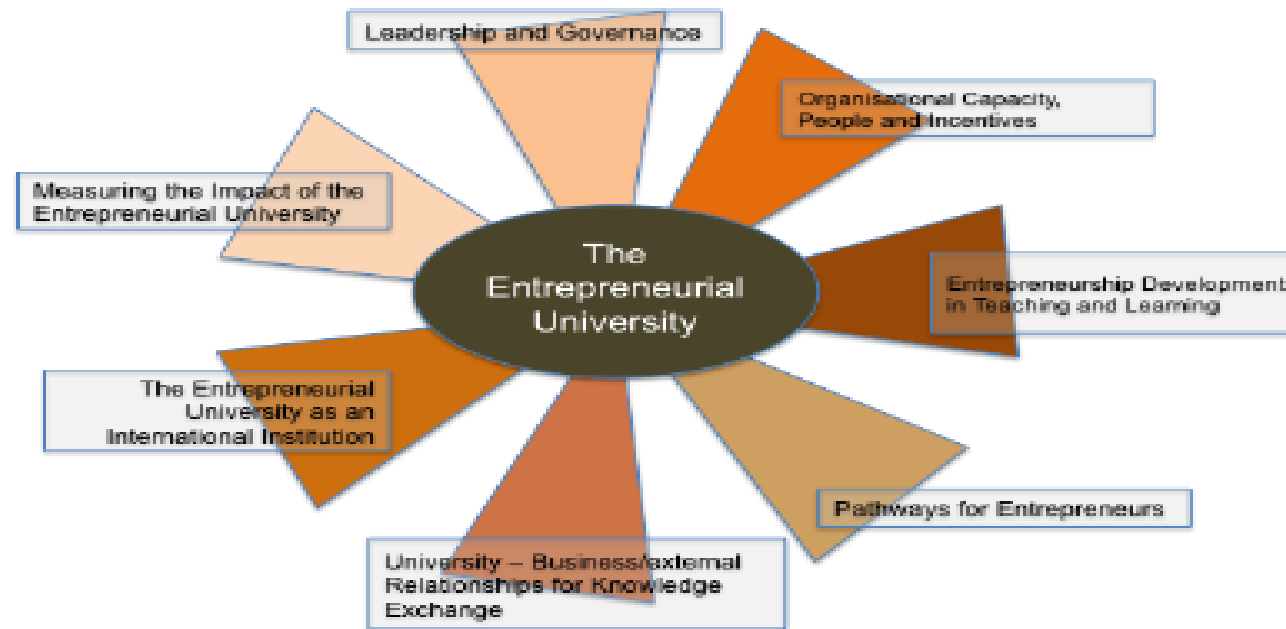 Leadership and Governance
Organisational Capacity,
People and Incentives
Measuring the Impact of the
Entrepreneurial University
The
Entrepreneurial
University
Entrepreneurship Development
in Teaching and Learning
The Entrepreneurial
University as an
International Institution
Pathways for Entrepreneurs
University – Business/external
Relationships for Knowledge
Exchange